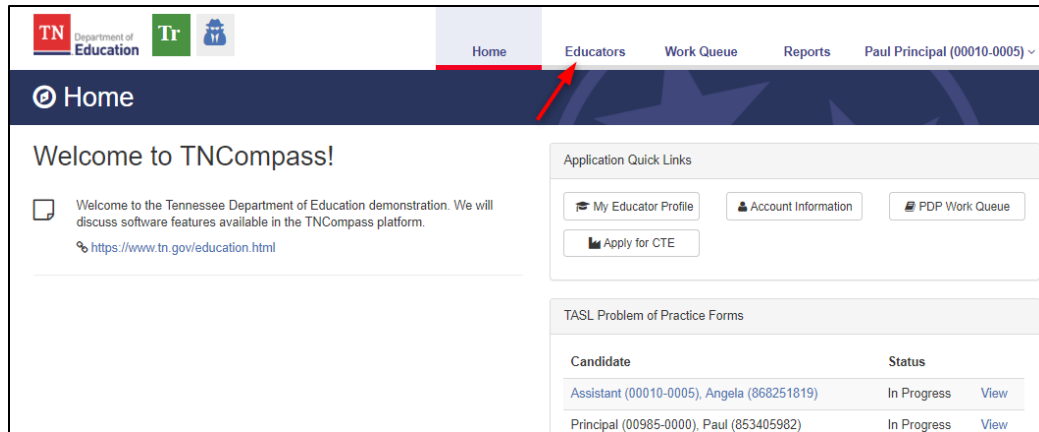 TN Department of Education
Tr
Home Educators Work Queue Reports Paul Principal (00010-0005)
Home
Welcome to TNCompass!
Welcome to the Tennessee Department of Education demonstration. We will
discuss software features available in the TNCompass platform.
https://www.tn.gov/education.html
Application Quick Links
My Educator Profile Account Information PDP Work Queue
Apply for CTE
TASL Problem of Practice Forms
Candidate Status
Assistant (00010-0005), Angela (868251819) In Progress View
Principal (00985-0000), Paul (853405982) In Progress View